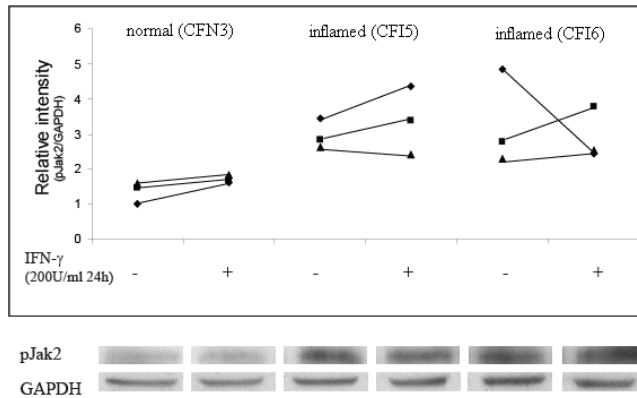 normal (CFN3) inflamed (CFI5) inflamed (CFI6)
Relative intensity
(pJak2/GAPDH)
6
5
4
3
2
1
0
IFN-γ
(200U/ml 24h) - + - + - +
pJak2
GAPDH